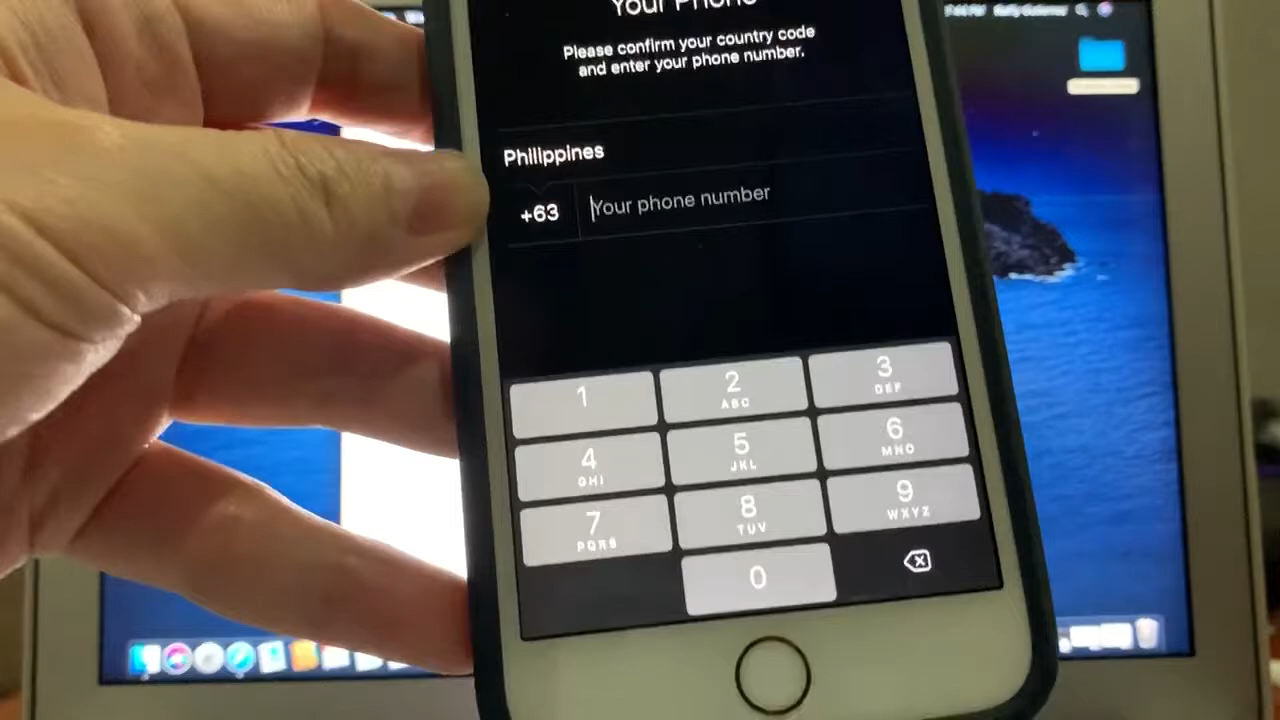 Your Phone
Please confirm your country code
and enter your phone number.
Philippines
+63
Your phone number
1
2
ABC
3
DEF
4
GHI
5
JKL
6
MNO
7
PQRS
8
TUV
9
WXYZ
0